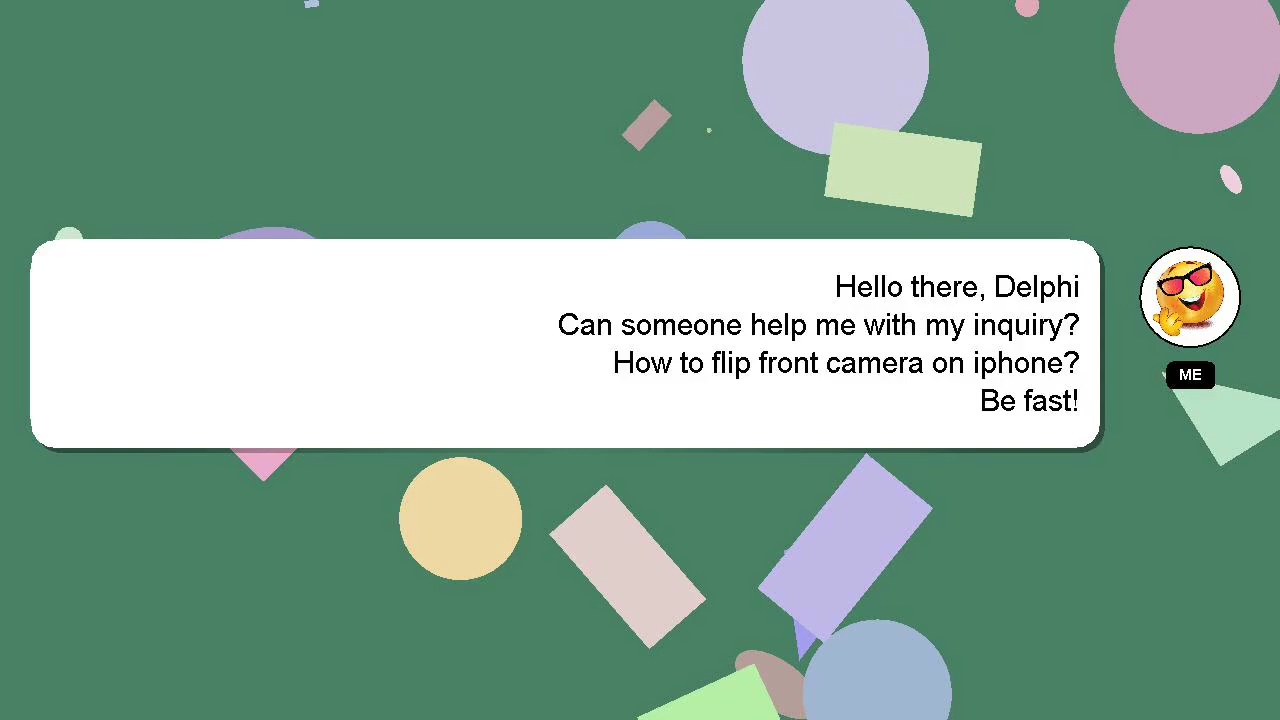 Hello there, Delphi
Can someone help me with my inquiry?
How to flip front camera on iphone?
Be fast!
ME